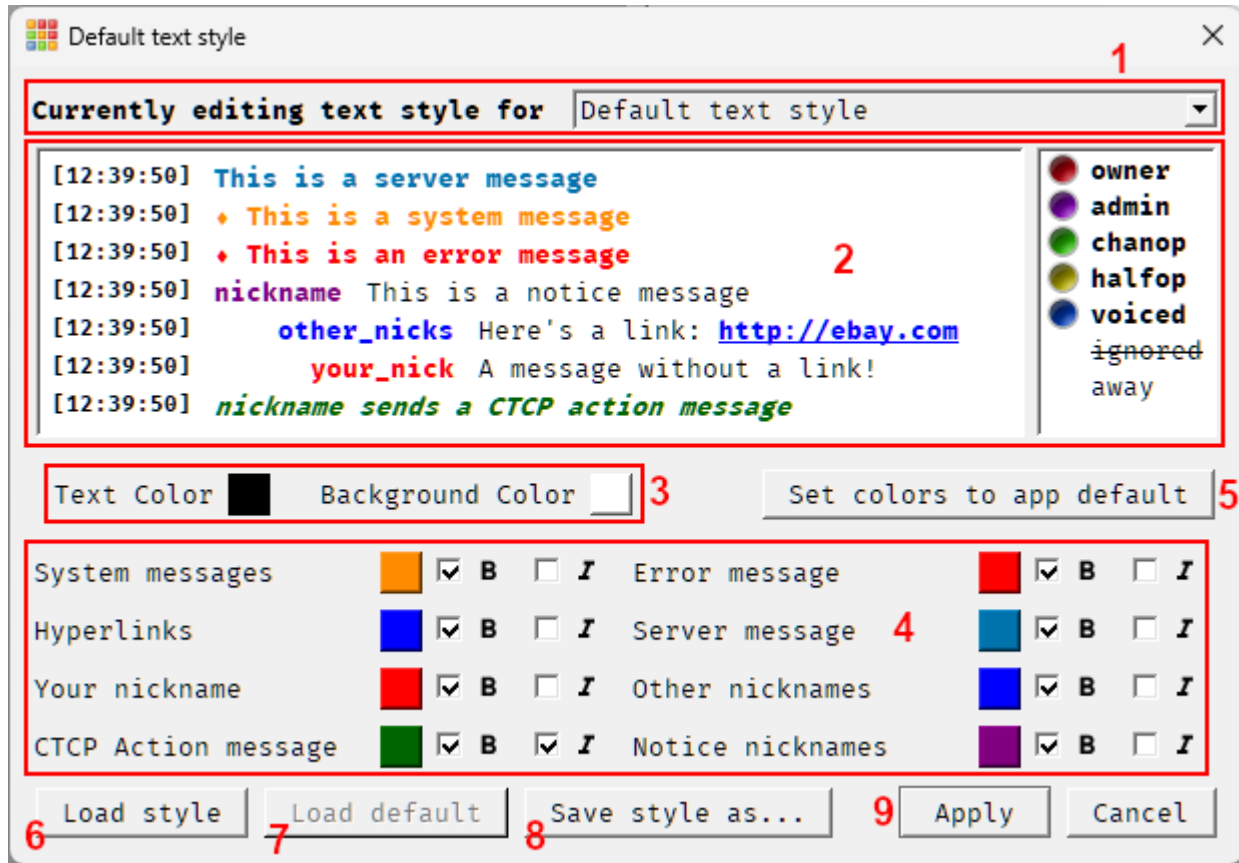 Default text style
1
Currently editing text style for Default text style
[12:39:50] This is a server message
[12:39:50] ♦ This is a system message
[12:39:50] ♦ This is an error message
[12:39:50] nickname This is a notice message
[12:39:50] other_nicks Here's a link: http://ebay.com
[12:39:50] your_nick A message without a link!
[12:39:50] nickname sends a CTCP action message
2
owner
admin
chanop
halfop
voiced
ignored
away
Text Color Background Color 3
Set colors to app default 5
System messages B I Error message B I
Hyperlinks B I Server message 4 B I
Your nickname B I Other nicknames B I
CTCP Action message B I Notice nicknames B I
6 Load style 7 Load default 8 Save style as... 9 Apply Cancel